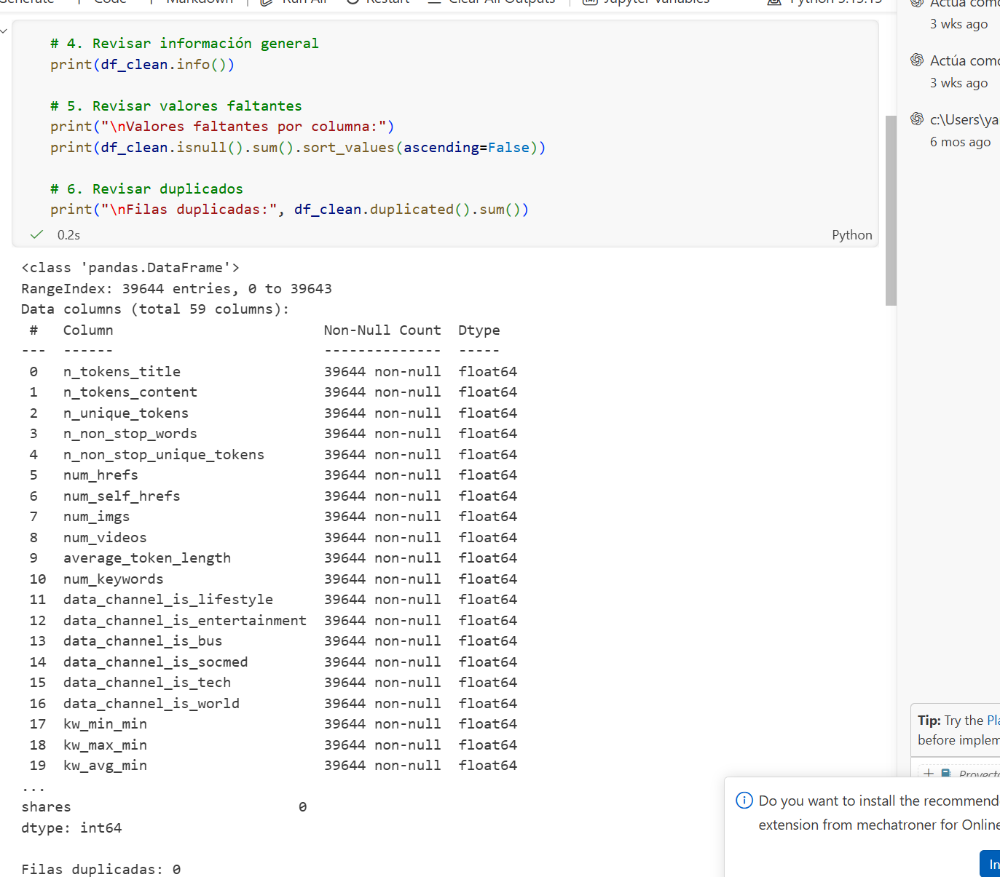 Run All
Restart
Clear All Outputs
Jupyter Variables
# 4. Revisar información general
print(df_clean.info())
# 5. Revisar valores faltantes
print("\nValores faltantes por columna:")
print(df_clean.isnull().sum().sort_values(ascending=False))
# 6. Revisar duplicados
print("\nFilas duplicadas:", df_clean.duplicated().sum())
0.2s
Python
<class 'pandas.DataFrame'>
RangeIndex: 39644 entries, 0 to 39643
Data columns (total 59 columns):
#   Column   Non-Null Count   Dtype
---   ------   --------------   -----
0   n_tokens_title   39644 non-null   float64
1   n_tokens_content   39644 non-null   float64
2   n_unique_tokens   39644 non-null   float64
3   n_non_stop_words   39644 non-null   float64
4   n_non_stop_unique_tokens   39644 non-null   float64
5   num_hrefs   39644 non-null   float64
6   num_self_hrefs   39644 non-null   float64
7   num_imgs   39644 non-null   float64
8   num_videos   39644 non-null   float64
9   average_token_length   39644 non-null   float64
10   num_keywords   39644 non-null   float64
11   data_channel_is_lifestyle   39644 non-null   float64
12   data_channel_is_entertainment   39644 non-null   float64
13   data_channel_is_bus   39644 non-null   float64
14   data_channel_is_socmed   39644 non-null   float64
15   data_channel_is_tech   39644 non-null   float64
16   data_channel_is_world   39644 non-null   float64
17   kw_min_min   39644 non-null   float64
18   kw_max_min   39644 non-null   float64
19   kw_avg_min   39644 non-null   float64
...
shares   0
dtype: int64
Filas duplicadas: 0
Actúa como
3 wks ago
Actúa como
3 wks ago
c:\Users\ya
6 mos ago
Tip: Try the Pla
before implem
Proyecto
Do you want to install the recommend
extension from mechatroner for Online
In